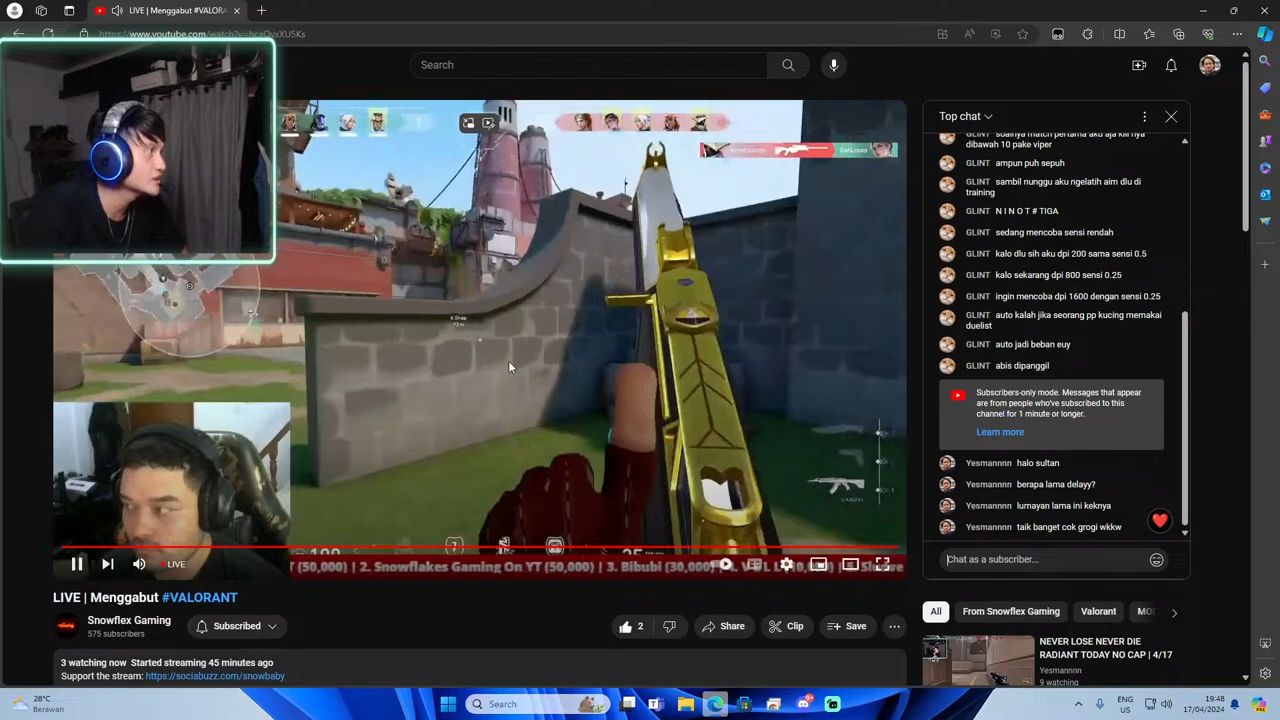 LIVE | Menggabut #VALORA
https://www.youtube.com/watch?v=hcaOvxXU5Ks
Search
Top chat
soalnya match pertama aku aja kill nya
dibawah 10 pake viper
GLINT ampun puh sepuh
GLINT sambil nunggu aku ngelatih aim dlu di
training
GLINT N I N O T # TIGA
GLINT sedang mencoba sensi rendah
GLINT kalo dlu sih aku dpi 200 sama sensi 0.5
GLINT kalo sekarang dpi 800 sensi 0.25
GLINT ingin mencoba dpi 1600 dengan sensi 0.25
GLINT auto kalah jika seorang pp kucing memakai
duelist
GLINT auto jadi beban euy
GLINT abis dipanggil
Subscribers-only mode. Messages that appear
are from people who've subscribed to this
channel for 1 minute or longer.
Learn more
Yesmannnn halo sultan
Yesmannnn berapa lama delayy?
Yesmannnn lumayan lama ini keknya
Yesmannnn taik banget cok grogi wkkw
Chat as a subscriber...
A Shop
VANDAL
LIVE
T (50,000) | 2. Snowflakes Gaming On YT (50,000) | 3. Bibubi (30,000)
LIVE | Menggabut #VALORANT
Snowflex Gaming
575 subscribers
Subscribed
2
Share
Clip
Save
3 watching now Started streaming 45 minutes ago
Support the stream: https://sociabuzz.com/snowbaby
All
From Snowflex Gaming
Valorant
NEVER LOSE NEVER DIE
RADIANT TODAY NO CAP | 4/17
Yesmannnn
9 watching
28°C
Berawan
Search
ENG
US
19:48
17/04/2024